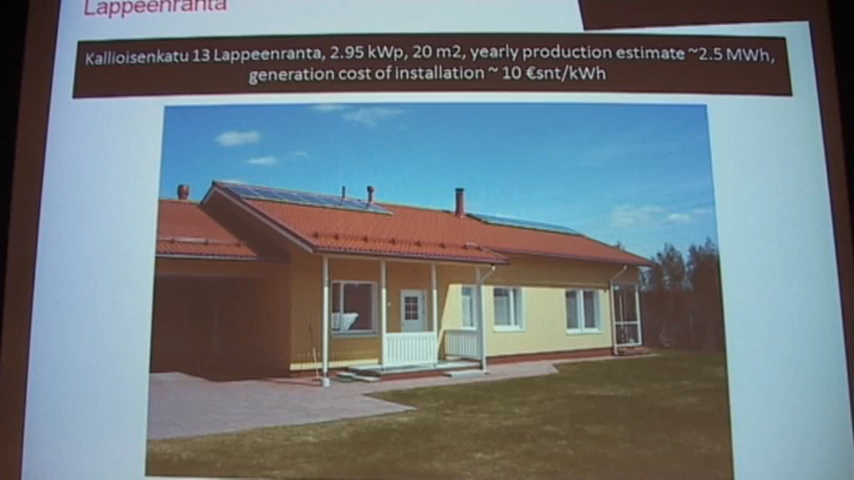 Lappeenranta
Kallioisenkatu 13 Lappeenranta, 2.95 kWp, 20 m2, yearly production estimate ~2.5 MWh,
generation cost of installation ~ 10 €snt/kWh